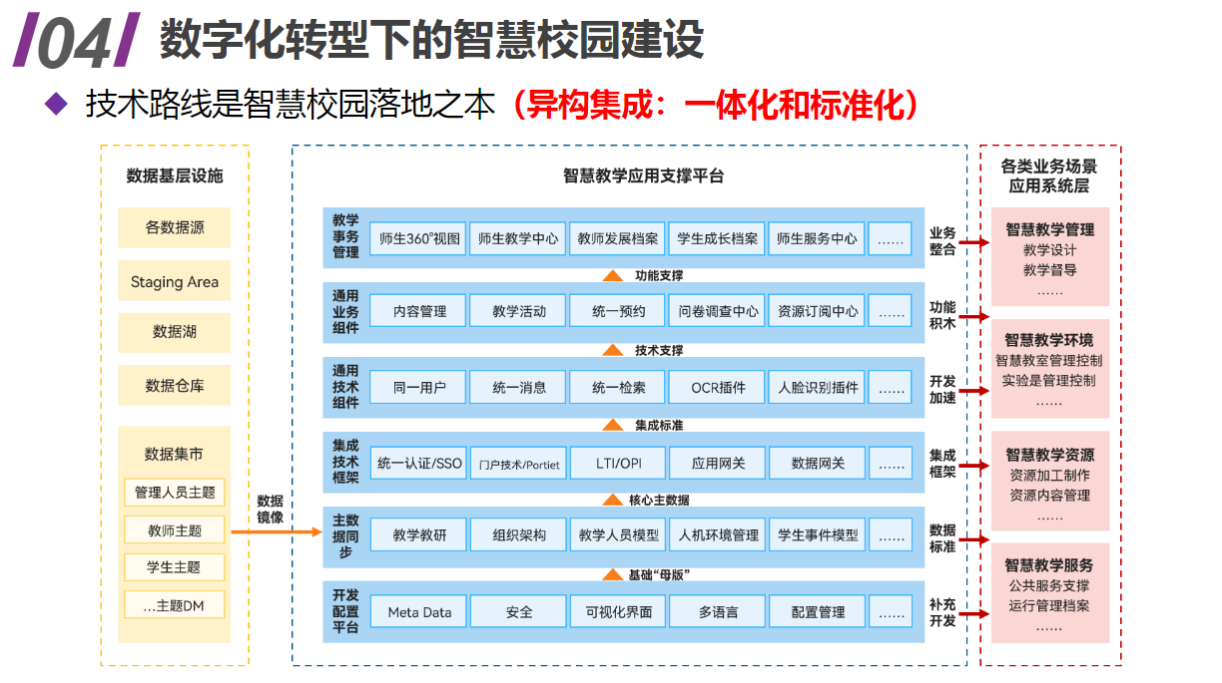 04 数字化转型下的智慧校园建设
技术路线是智慧校园落地之本（异构集成：一体化和标准化）
数据基层设施
各数据源
Staging Area
数据湖
数据仓库
数据集市
管理人员主题
教师主题
学生主题
...主题DM
数据
镜像
智慧教学应用支撑平台
教学
事务
管理
师生360°视图
师生教学中心
教师发展档案
学生成长档案
师生服务中心
......
业务
整合
功能支撑
通用
业务
组件
内容管理
教学活动
统一预约
问卷调查中心
资源订阅中心
......
功能
积木
技术支撑
通用
技术
组件
同一用户
统一消息
统一检索
OCR插件
人脸识别插件
......
开发
加速
集成标准
集成
技术
框架
统一认证/SSO
门户技术/Portiet
LTI/OPI
应用网关
数据网关
......
集成
框架
核心主数据
主数
据同
步
教学教研
组织架构
教学人员模型
人机环境管理
学生事件模型
......
数据
标准
基础“母版”
开发
配置
平台
Meta Data
安全
可视化界面
多语言
配置管理
......
补充
开发
各类业务场景
应用系统层
智慧教学管理
教学设计
教学督导
......
智慧教学环境
智慧教室管理控制
实验是管理控制
......
智慧教学资源
资源加工制作
资源内容管理
......
智慧教学服务
公共服务支撑
运行管理档案
......